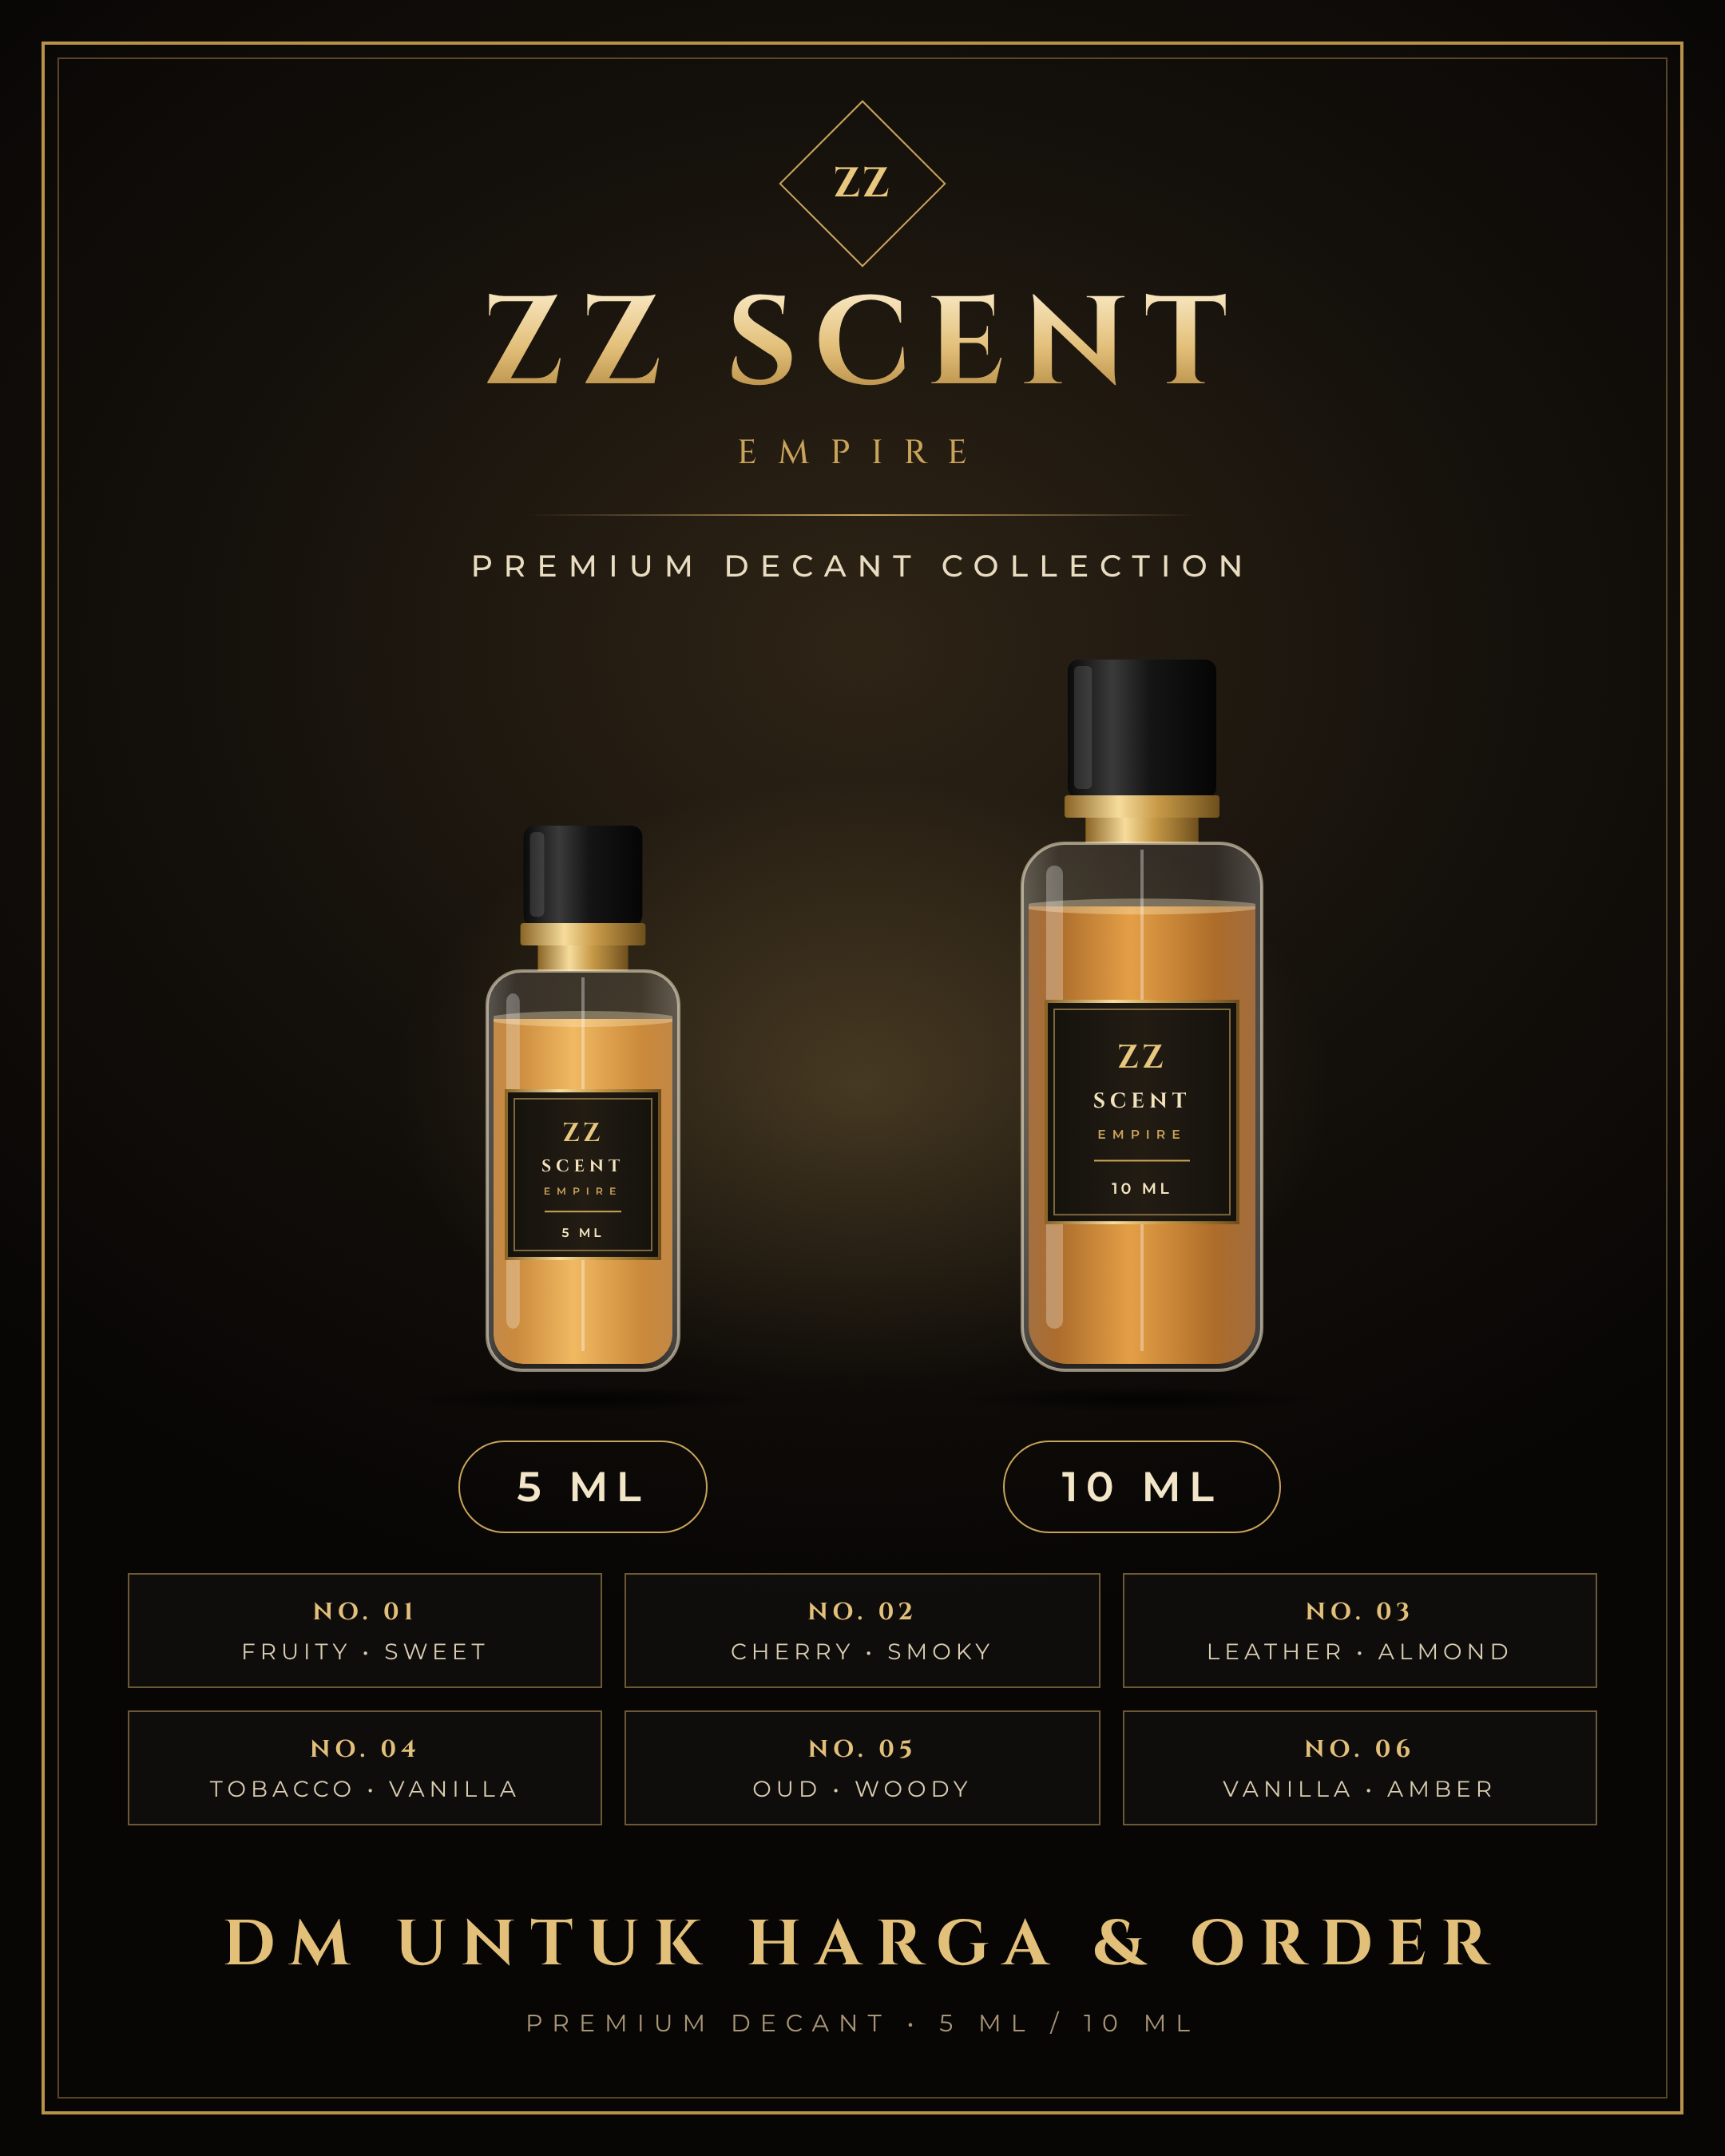 ZZ
ZZ SCENT
EMPIRE
PREMIUM DECANT COLLECTION
ZZ
SCENT
EMPIRE
5 ML
ZZ
SCENT
EMPIRE
10 ML
5 ML
10 ML
NO. 01
FRUITY • SWEET
NO. 02
CHERRY • SMOKY
NO. 03
LEATHER • ALMOND
NO. 04
TOBACCO • VANILLA
NO. 05
OUD • WOODY
NO. 06
VANILLA • AMBER
DM UNTUK HARGA & ORDER
PREMIUM DECANT • 5 ML / 10 ML